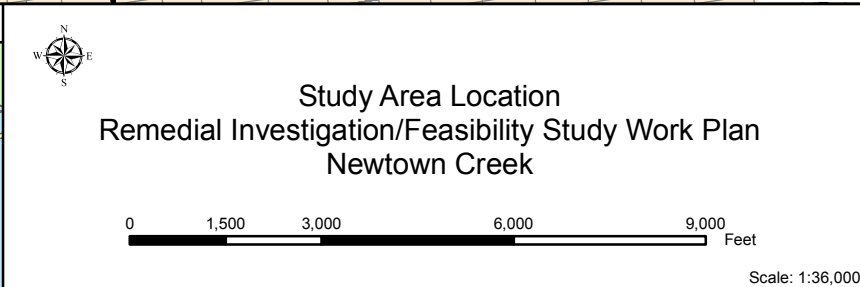 N
W E
S
Study Area Location
Remedial Investigation/Feasibility Study Work Plan
Newtown Creek
0 1,500 3,000 6,000 9,000
Feet
Scale: 1:36,000